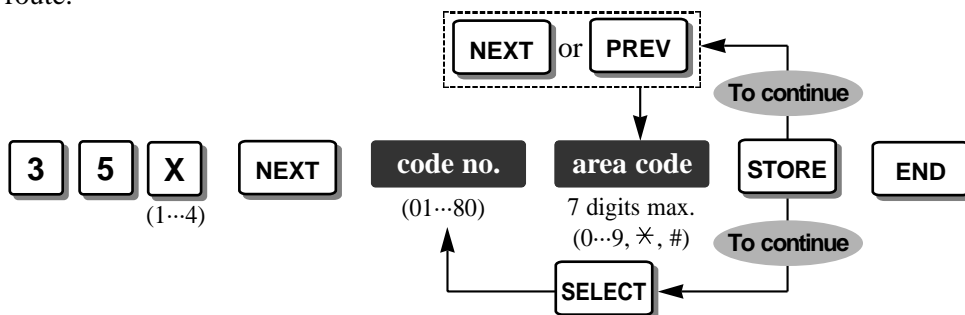 route.
NEXT or PREV
To continue
3 5 X NEXT code no. area code STORE END
(1···4) (01···80) 7 digits max.
(0···9, ✳, #)
To continue
SELECT